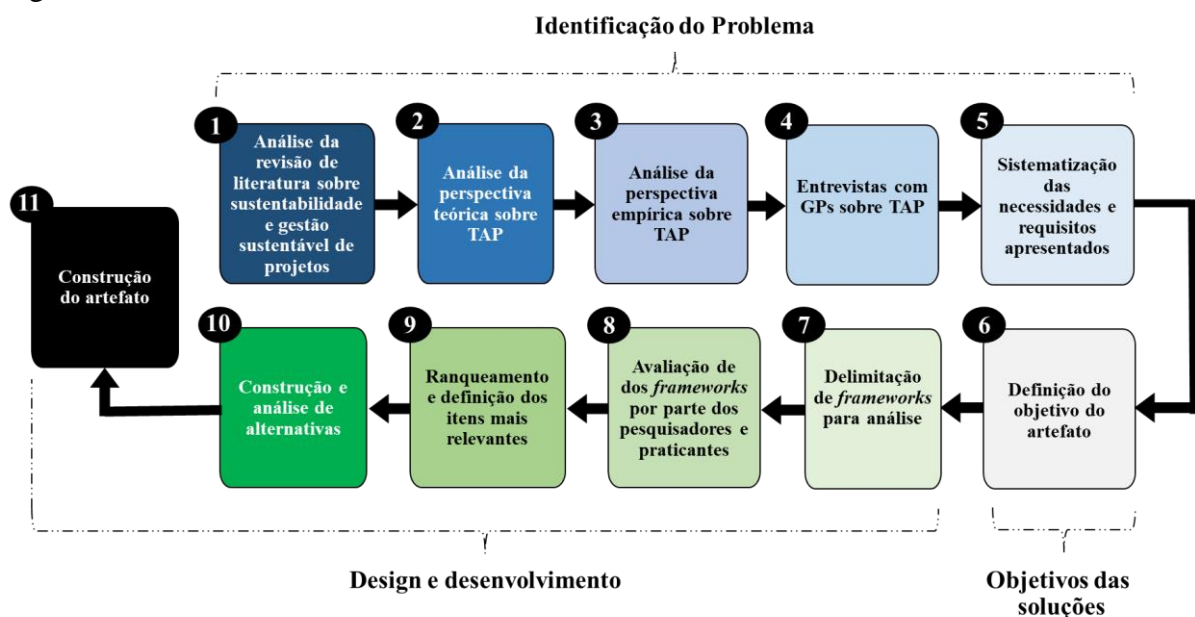 Identificação do Problema
1
Análise da
revisão de
literatura sobre
sustentabilidade
e gestão
sustentável de
projetos
2
Análise da
perspectiva
teórica sobre
TAP
3
Análise da
perspectiva
empírica sobre
TAP
4
Entrevistas com
GPs sobre TAP
5
Sistematização
das
necessidades e
requisitos
apresentados
6
Definição do
objetivo do
artefato
7
Delimitação
de frameworks
para análise
8
Avaliação de
dos frameworks
por parte dos
pesquisadores e
praticantes
9
Ranqueamento
e definição dos
itens mais
relevantes
10
Construção e
análise de
alternativas
11
Construção
do artefato
Design e desenvolvimento
Objetivos das
soluções